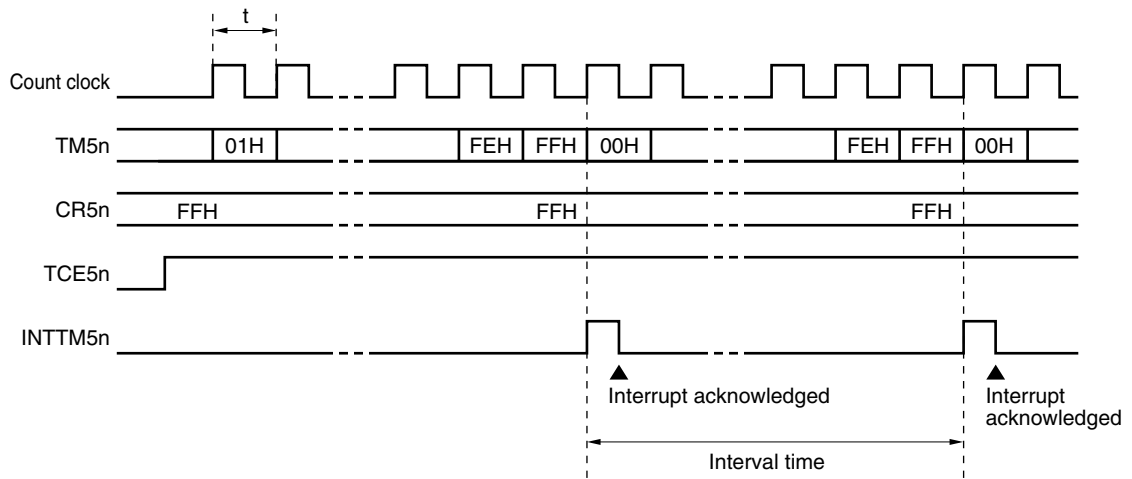 t
Count clock
TM5n 01H FEH FFH 00H FEH FFH 00H
CR5n FFH FFH FFH
TCE5n
INTTM5n
Interrupt acknowledged
Interrupt
acknowledged
Interval time